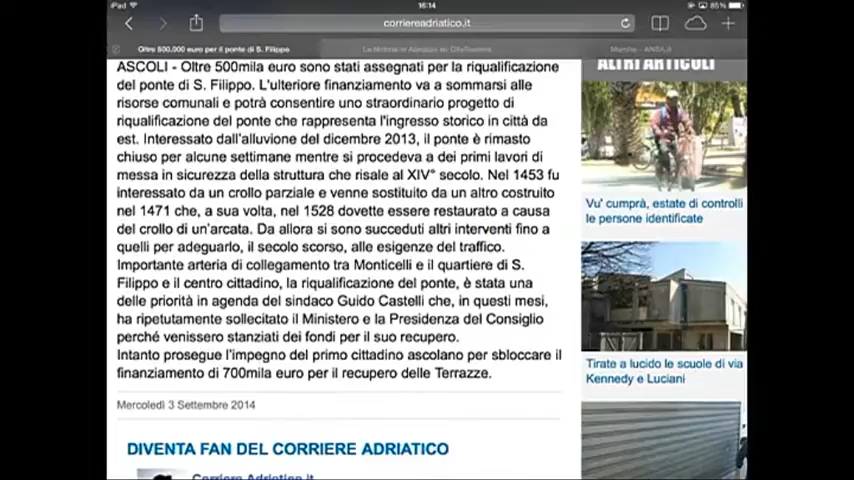 iPad
16:14
85%
corriereadriatico.it
Oltre 500.000 euro per il ponte di S. Filippo
ALTRI ARTICOLI
ASCOLI - Oltre 500mila euro sono stati assegnati per la riqualificazione
del ponte di S. Filippo. L'ulteriore finanziamento va a sommarsi alle
risorse comunali e potrà consentire uno straordinario progetto di
riqualificazione del ponte che rappresenta l'ingresso storico in città da
est. Interessato dall'alluvione del dicembre 2013, il ponte è rimasto
chiuso per alcune settimane mentre si procedeva a dei primi lavori di
messa in sicurezza della struttura che risale al XIV° secolo. Nel 1453 fu
interessato da un crollo parziale e venne sostituito da un altro costruito
nel 1471 che, a sua volta, nel 1528 dovette essere restaurato a causa
del crollo di un'arcata. Da allora si sono succeduti altri interventi fino a
quelli per adeguarlo, il secolo scorso, alle esigenze del traffico.
Importante arteria di collegamento tra Monticelli e il quartiere di S.
Filippo e il centro cittadino, la riqualificazione del ponte, è stata una
delle priorità in agenda del sindaco Guido Castelli che, in questi mesi,
ha ripetutamente sollecitato il Ministero e la Presidenza del Consiglio
perché venissero stanziati dei fondi per il suo recupero.
Intanto prosegue l'impegno del primo cittadino ascolano per sbloccare il
finanziamento di 700mila euro per il recupero delle Terrazze.
Mercoledì 3 Settembre 2014
DIVENTA FAN DEL CORRIERE ADRIATICO
Corriere Adriatico.it
Vu' cumprà, estate di controlli
le persone identificate
Tirate a lucido le scuole di via
Kennedy e Luciani